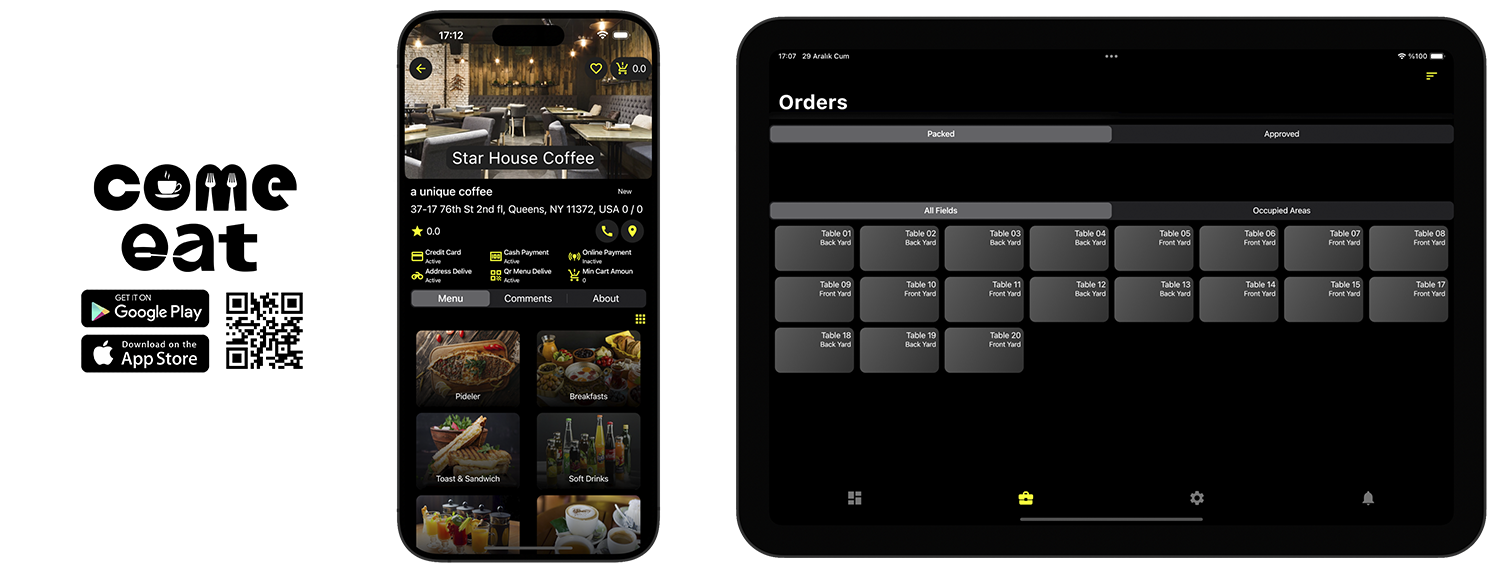 come
eat
GET IT ON
Google Play
Download on the
App Store
17:12
0.0
Star House Coffee
a unique coffee
New
37-17 76th St 2nd fl, Queens, NY 11372, USA 0 / 0
0.0
Credit Card
Active
Cash Payment
Active
Online Payment
Inactive
Address Delive
Active
Qr Menu Delive
Active
Min Cart Amoun
0.0
Menu
Comments
About
Pideler
Breakfasts
Toast & Sandwich
Soft Drinks
17:07 29 Aralık Cum
%100
Orders
Packed
Approved
All Fields
Occupied Areas
Table 01
Back Yard
Table 02
Back Yard
Table 03
Back Yard
Table 04
Back Yard
Table 05
Front Yard
Table 06
Front Yard
Table 07
Front Yard
Table 08
Front Yard
Table 09
Front Yard
Table 10
Front Yard
Table 11
Front Yard
Table 12
Back Yard
Table 13
Back Yard
Table 14
Front Yard
Table 15
Front Yard
Table 17
Front Yard
Table 18
Back Yard
Table 19
Back Yard
Table 20
Front Yard